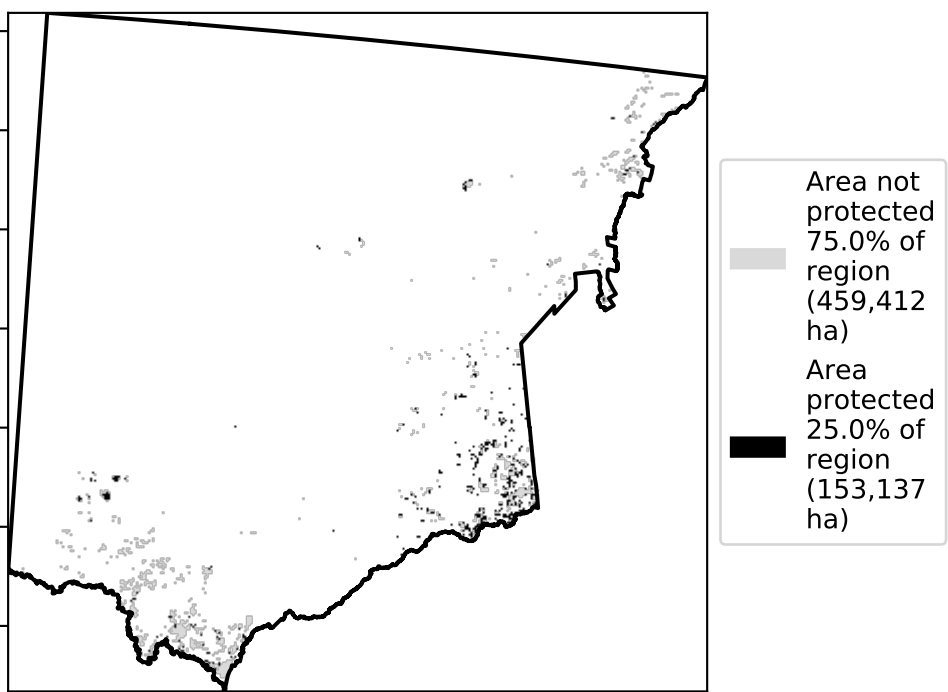 Area not
protected
75.0% of
region
(459,412
ha)
Area
protected
25.0% of
region
(153,137
ha)